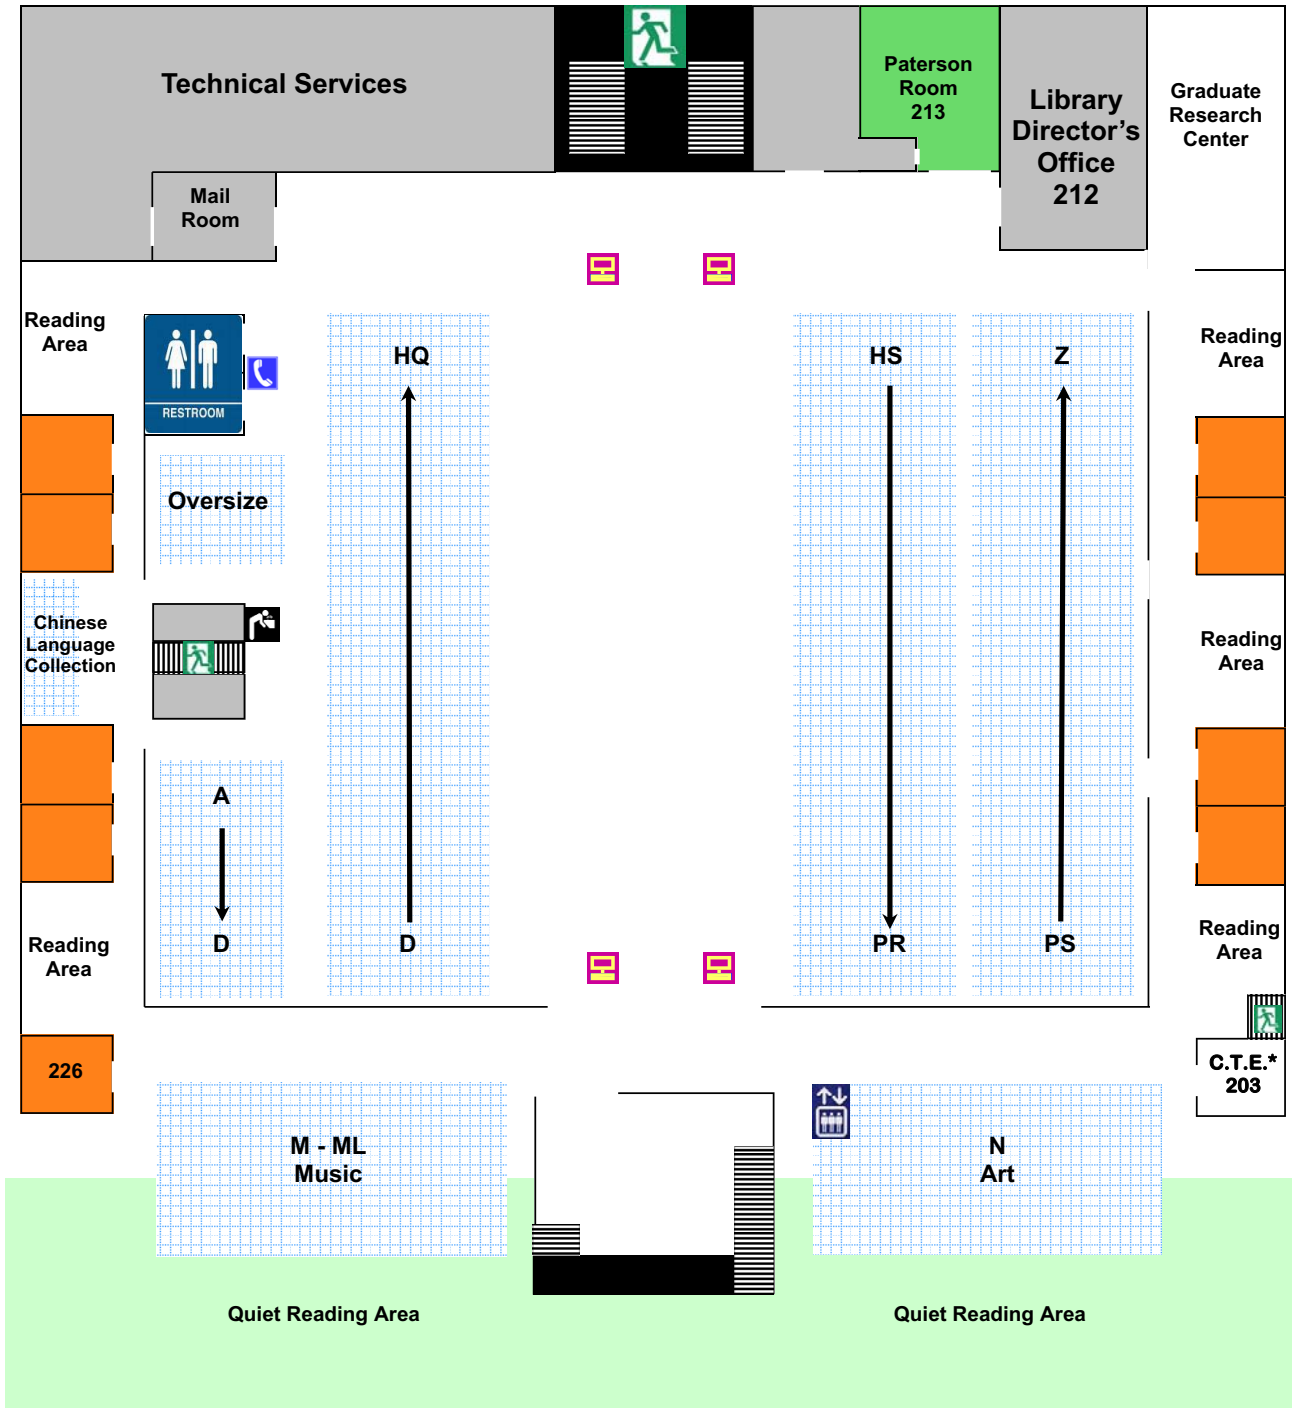 Technical Services
Paterson
Room
213
Library
Director’s
Office
212
Graduate
Research
Center
Mail
Room
Reading
Area
RESTROOM
HQ
HS
Z
Reading
Area
Oversize
Chinese
Language
Collection
Reading
Area
A
D
D
PR
PS
Reading
Area
Reading
Area
226
C.T.E.*
203
M - ML
Music
N
Art
Quiet Reading Area
Quiet Reading Area